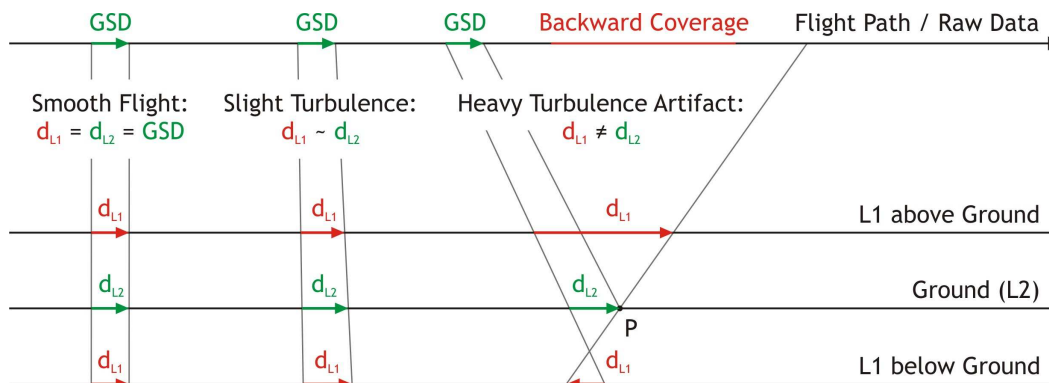 GSD GSD GSD Backward Coverage Flight Path / Raw Data
Smooth Flight: Slight Turbulence: Heavy Turbulence Artifact:
dL1 = dL2 = GSD dL1 ~ dL2 dL1 ≠ dL2
dL1 dL1 dL1 L1 above Ground
dL2 dL2 dL2 Ground (L2)
P
dL1 dL1 dL1 L1 below Ground